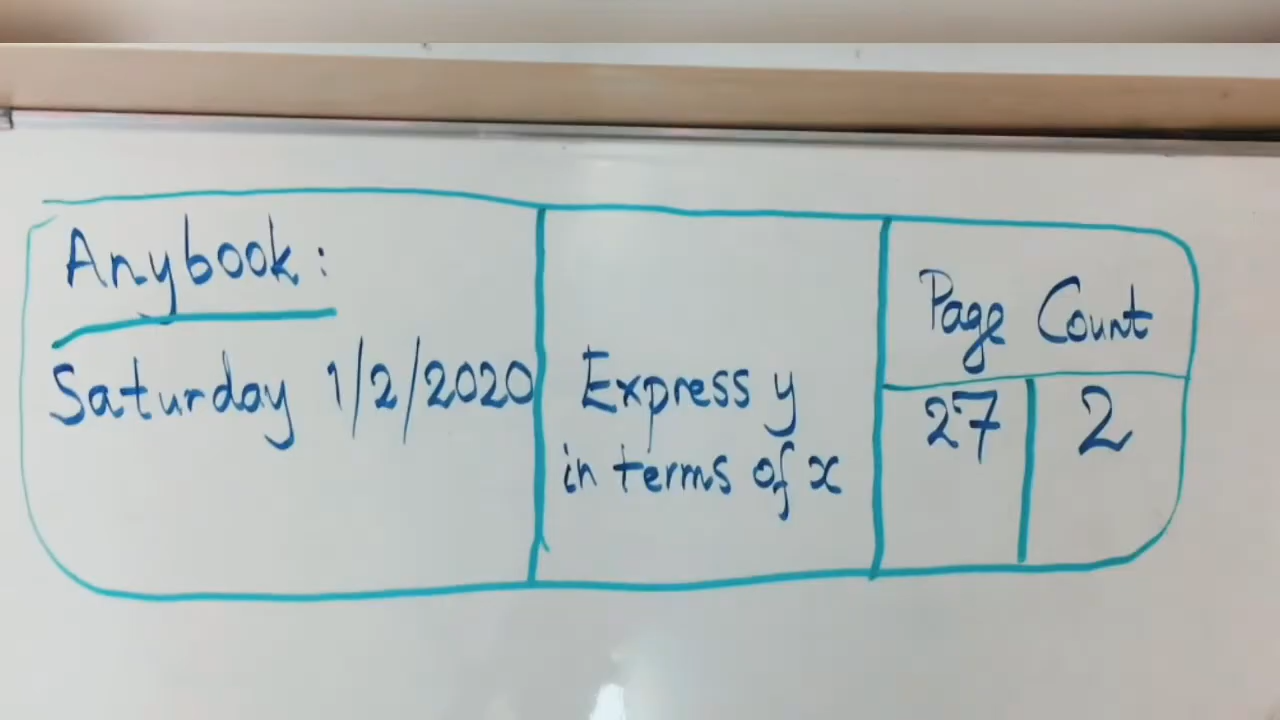 Anybook:
Saturday 1/2/2020
Express y
in terms of x
Page Count
27 2